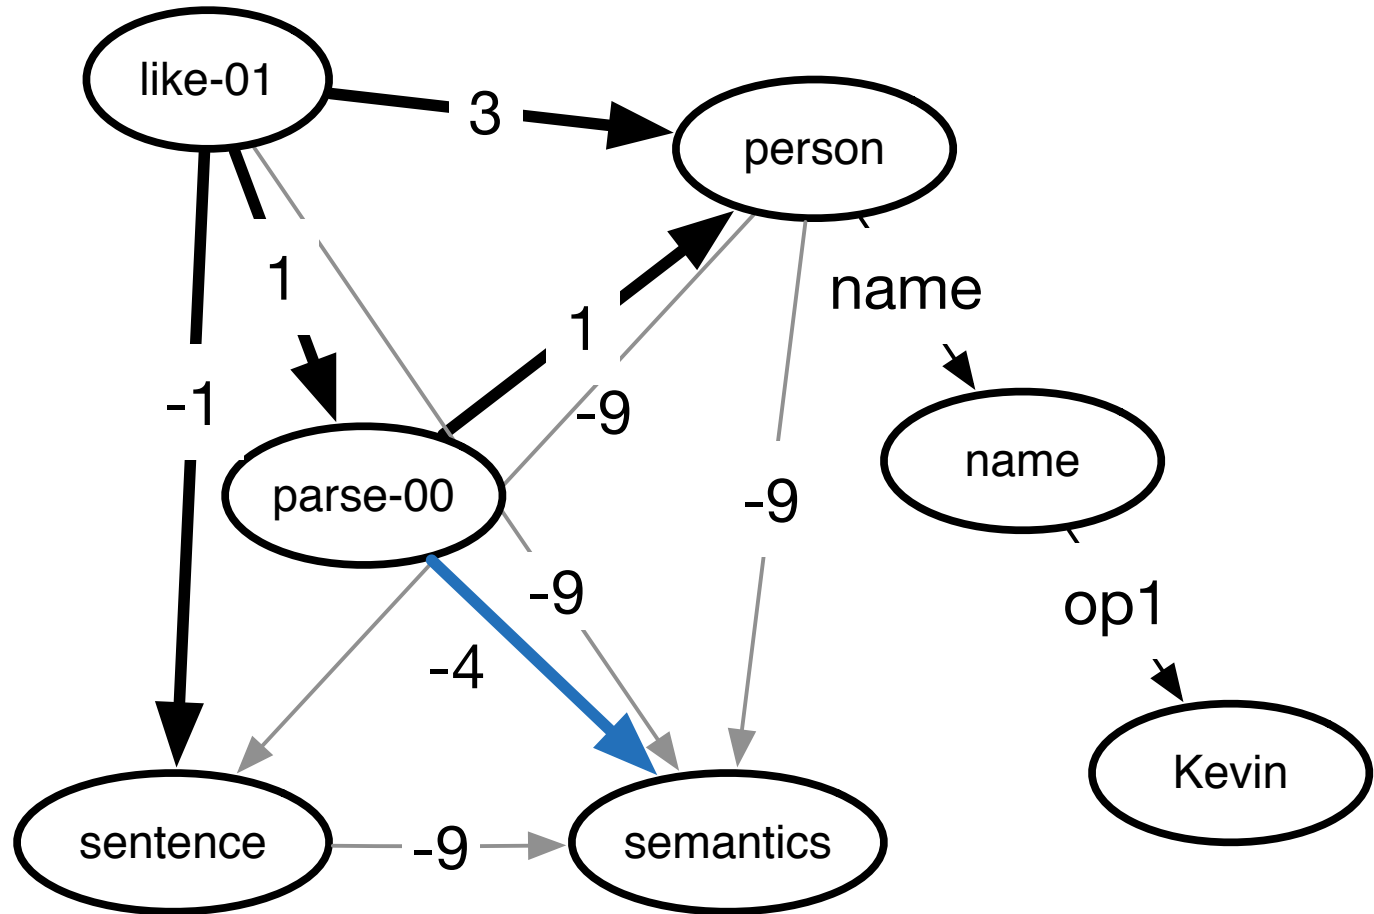 like-01
3
person
1
name
1
-1
-9
name
parse-00
-9
-9
op1
-4
Kevin
sentence
-9
semantics